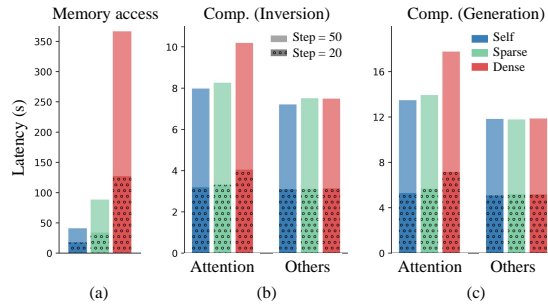 Memory access
Comp. (Inversion)
Comp. (Generation)
Latency (s)
350
300
250
200
150
100
50
0
10
8
6
4
2
0
Step = 50
Step = 20
16
12
8
4
0
Self
Sparse
Dense
Attention
Others
Attention
Others
(a)
(b)
(c)